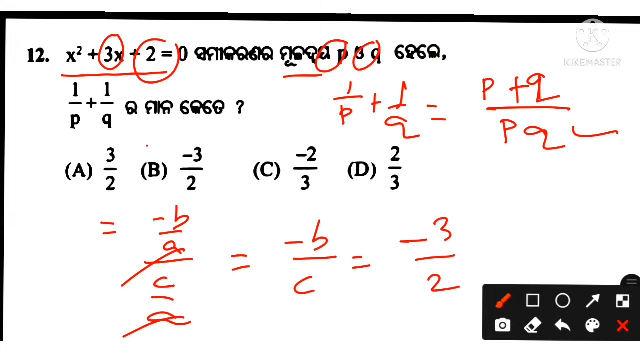 12. x² + 3x + 2 = 0 ସମୀକରଣର ମୂଳଦ୍ୱୟ p ଓ q ହେଲେ,
1/p + 1/q ର ମାନ କେତେ ?
1/p + 1/q = p + q / pq
(A) 3/2 (B) -3/2 (C) -2/3 (D) 2/3
= -b/a / c/a = -b/c = -3/2
KINEMASTER